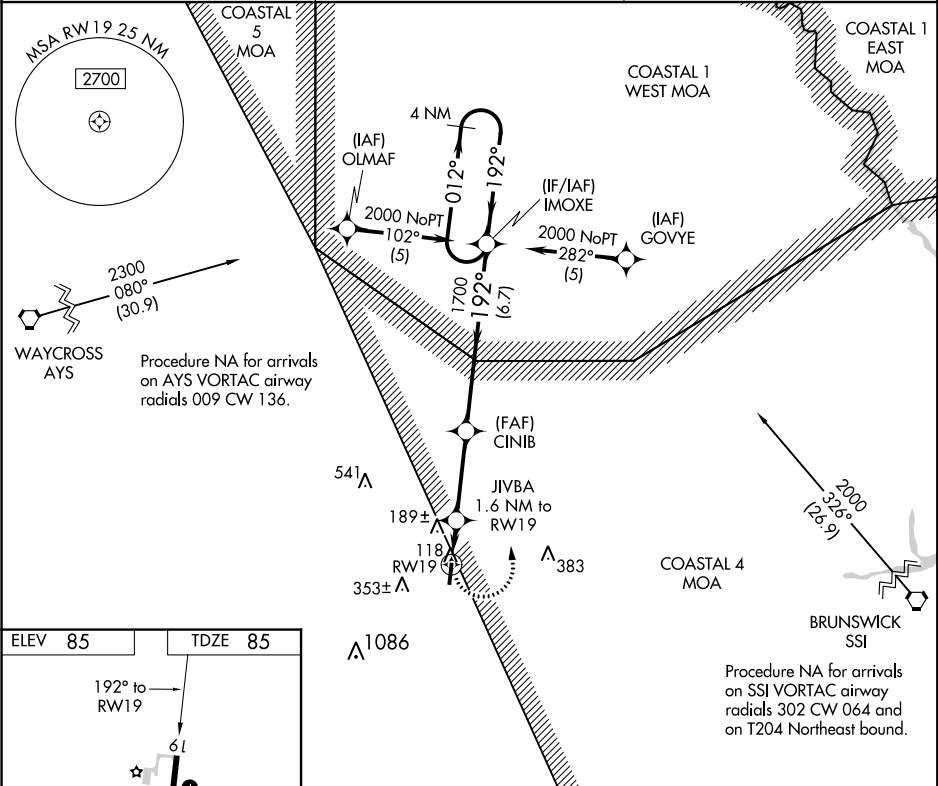 MSA RW19 25 NM
2700
COASTAL
5
MOA
COASTAL 1
WEST MOA
COASTAL 1
EAST
MOA
4 NM
(IAF)
OLMAF
012°
192°
(IF/IAF)
IMOXE
(IAF)
GOVYE
2000 NoPT
102°
(5)
2000 NoPT
282°
(5)
1700
192°
(6.7)
2300
080°
(30.9)
WAYCROSS
AYS
Procedure NA for arrivals
on AYS VORTAC airway
radials 009 CW 136.
(FAF)
CINIB
541
JIVBA
1.6 NM to
RW19
189±
118
RW19
353±
383
1086
COASTAL 4
MOA
2000
326°
(26.9)
BRUNSWICK
SSI
Procedure NA for arrivals
on SSI VORTAC airway
radials 302 CW 064 and
on T204 Northeast bound.
ELEV 85
TDZE 85
192° to
RW19
19